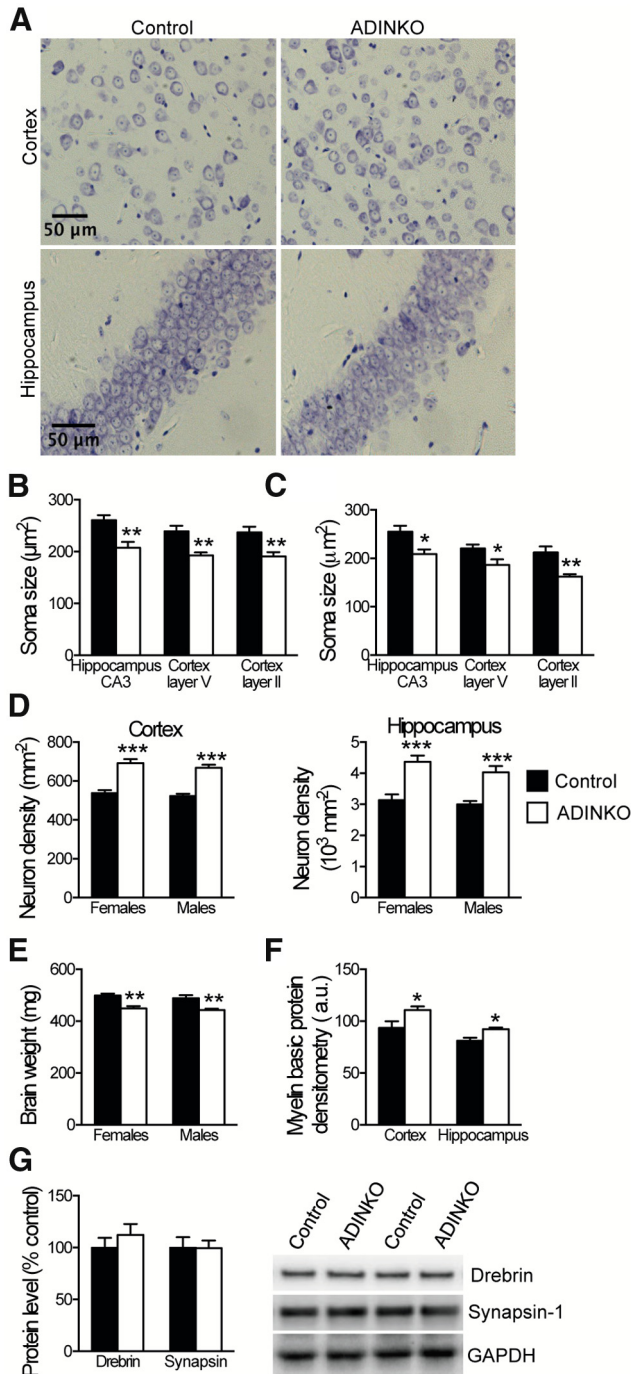 A
Control
ADINKO
Cortex
50 µm
Hippocampus
50 µm
B
Soma size (µm²)
300
200
100
0
**
**
**
Hippocampus CA3
Cortex layer V
Cortex layer II
C
Soma size (µm²)
300
200
100
0
*
*
**
Hippocampus CA3
Cortex layer V
Cortex layer II
D
Cortex
Neuron density (mm²)
800
600
400
200
0
***
***
Females
Males
Hippocampus
Neuron density
(10³ mm²)
5
4
3
2
1
0
***
***
Females
Males
Control
ADINKO
E
Brain weight (mg)
600
400
200
0
**
**
Females
Males
F
Myelin basic protein
densitometry ( a.u.)
150
100
50
0
*
*
Cortex
Hippocampus
G
Protein level (% control)
150
100
50
0
Drebrin
Synapsin
Control
ADINKO
Control
ADINKO
Drebrin
Synapsin-1
GAPDH